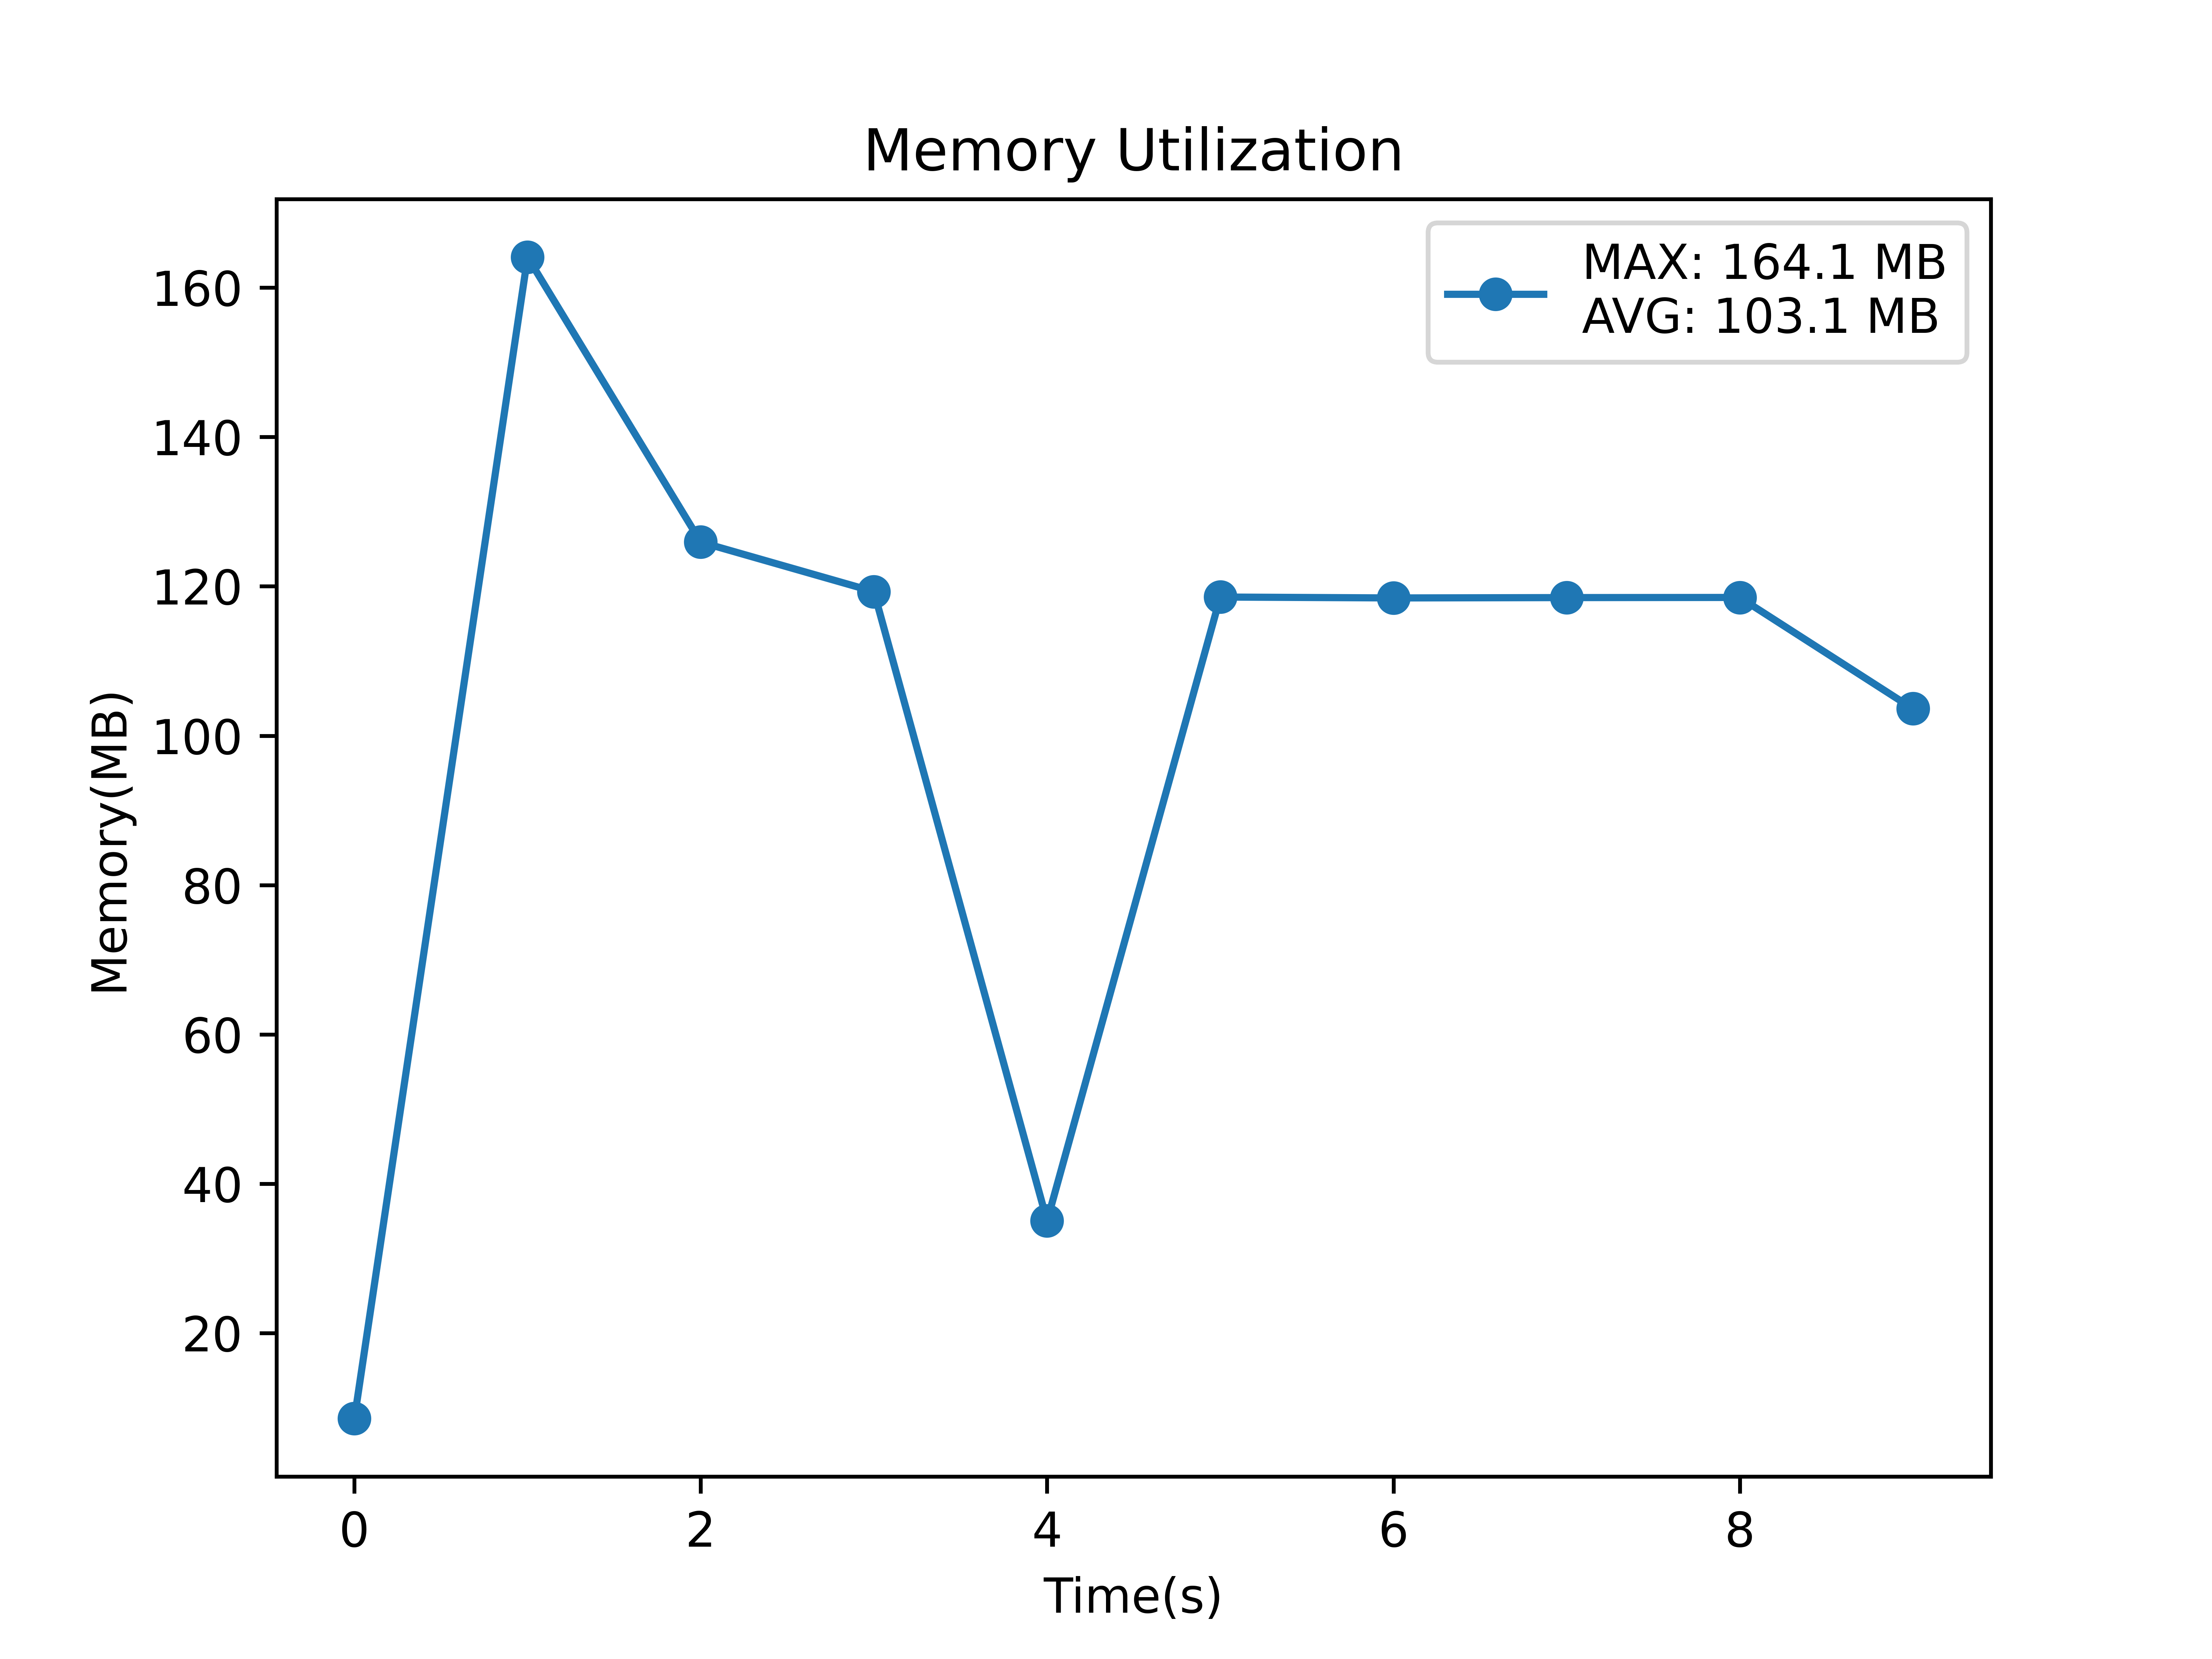 Memory Utilization
MAX: 164.1 MB
AVG: 103.1 MB
160
140
120
100
80
60
40
20
Memory(MB)
0 2 4 6 8
Time(s)